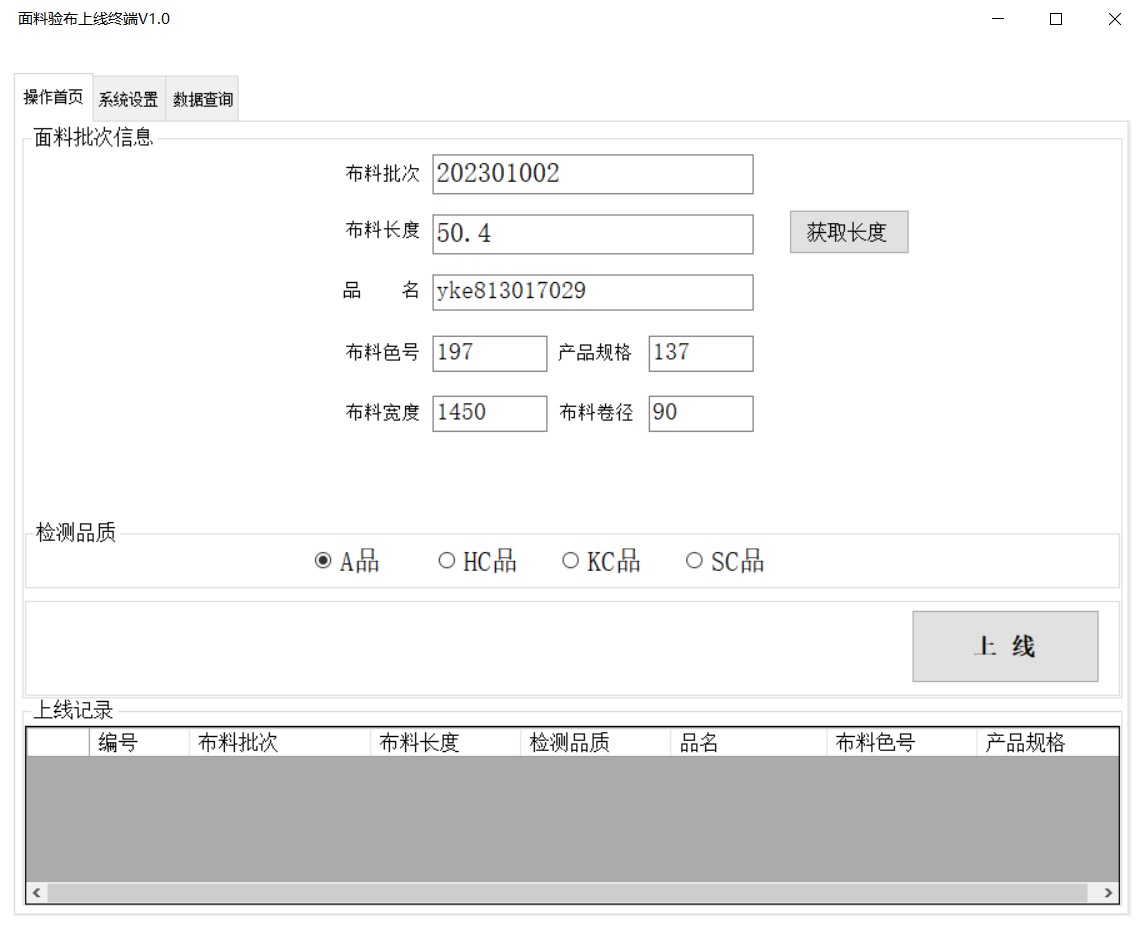 面料验布上线终端V1.0
操作首页 系统设置 数据查询
面料批次信息
布料批次 202301002
布料长度 50.4 获取长度
品 名 yke813017029
布料色号 197 产品规格 137
布料宽度 1450 布料卷径 90
检测品质
A品 HC品 KC品 SC品
上 线
上线记录
编号 布料批次 布料长度 检测品质 品名 布料色号 产品规格